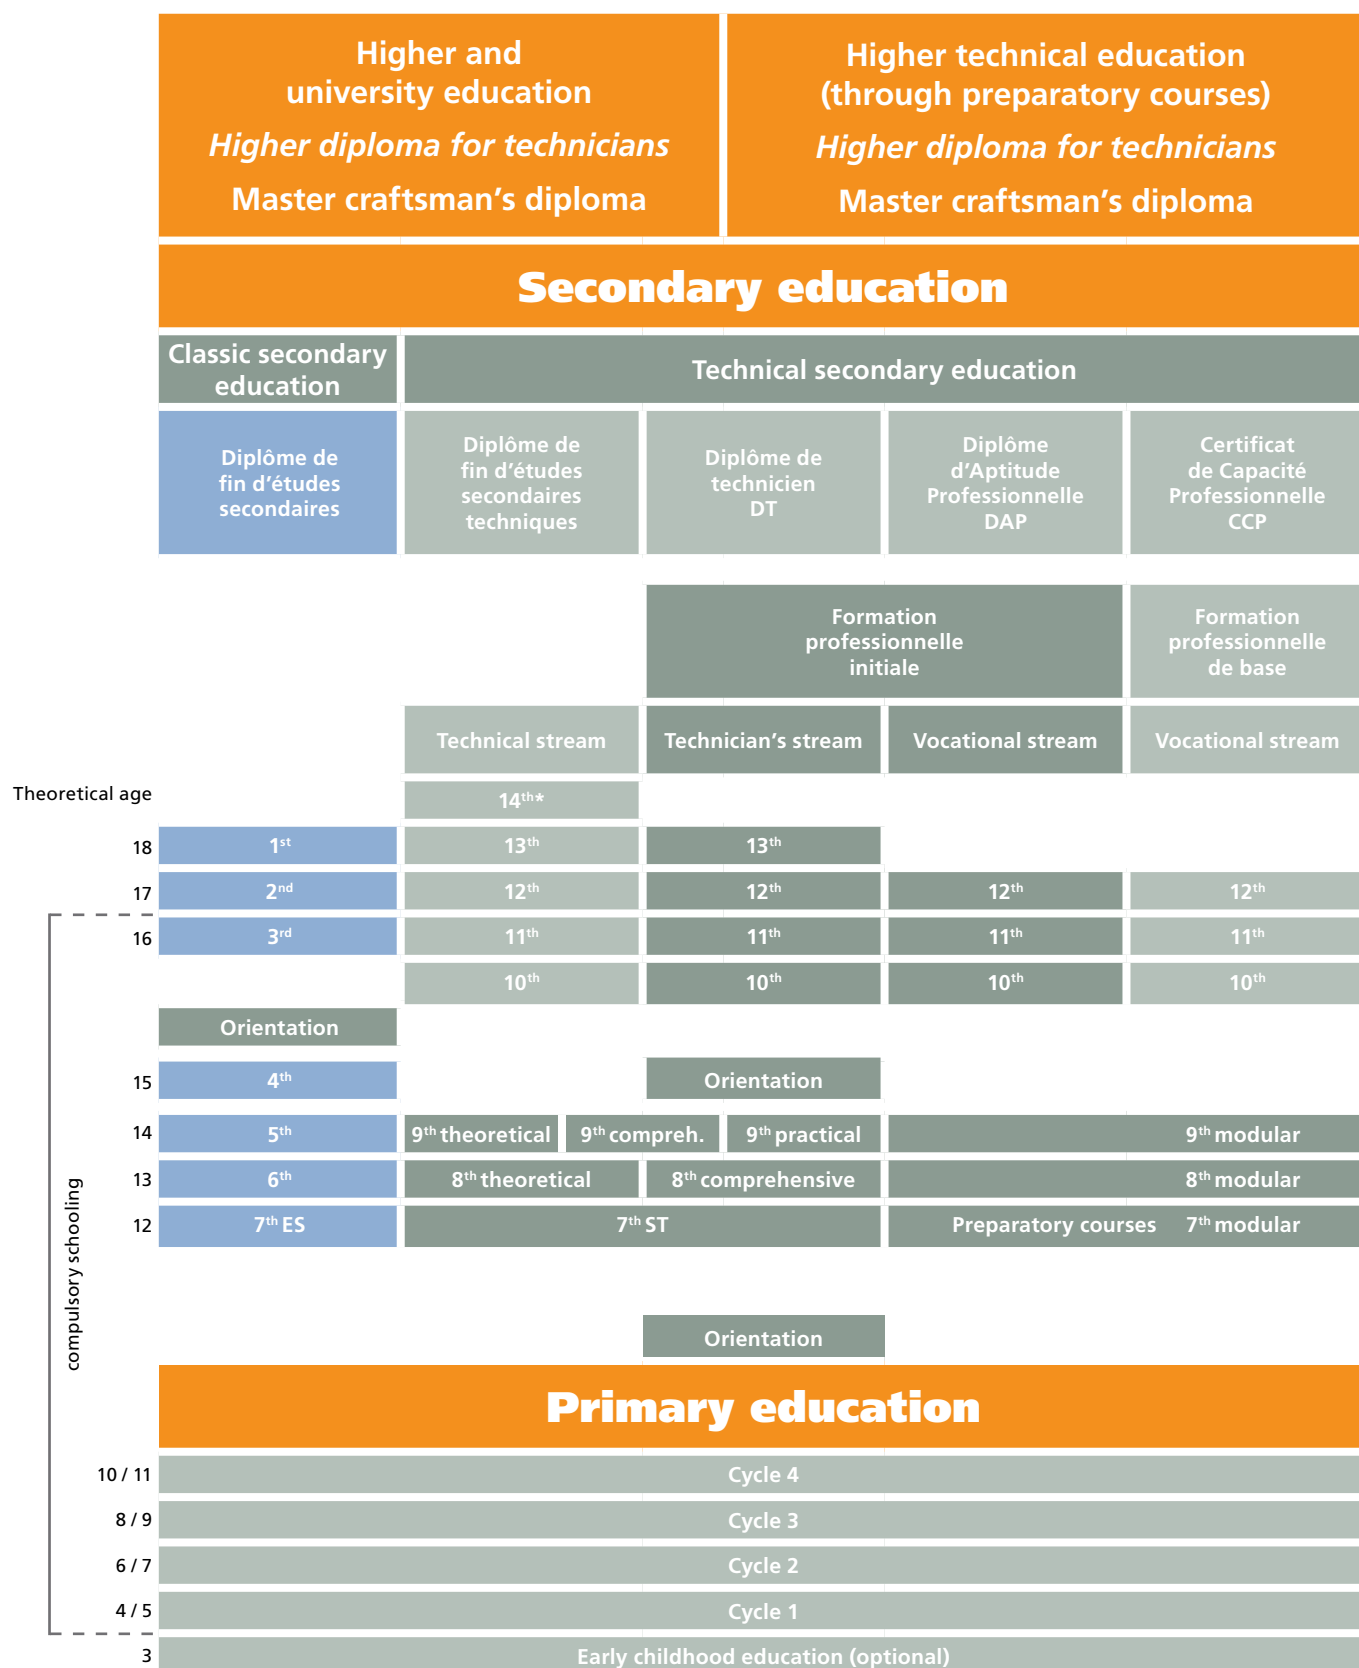 Higher and
university education
Higher diploma for technicians
Master craftsman's diploma
Higher technical education
(through preparatory courses)
Higher diploma for technicians
Master craftsman's diploma
Secondary education
Classic secondary
education
Technical secondary education
Diplôme de
fin d'études
secondaires
Diplôme de
fin d'études
secondaires
techniques
Diplôme de
technicien
DT
Diplôme
d'Aptitude
Professionnelle
DAP
Certificat
de Capacité
Professionnelle
CCP
Formation
professionnelle
initiale
Formation
professionnelle
de base
Technical stream
Technician's stream
Vocational stream
Vocational stream
Theoretical age
14th*
18 1st 13th 13th
17 2nd 12th 12th 12th 12th
16 3rd 11th 11th 11th 11th
10th 10th 10th 10th
Orientation
15 4th Orientation
14 5th 9th theoretical 9th compreh. 9th practical 9th modular
13 6th 8th theoretical 8th comprehensive 8th modular
12 7th ES 7th ST Preparatory courses 7th modular
compulsory schooling
Orientation
Primary education
10 / 11 Cycle 4
8 / 9 Cycle 3
6 / 7 Cycle 2
4 / 5 Cycle 1
3 Early childhood education (optional)